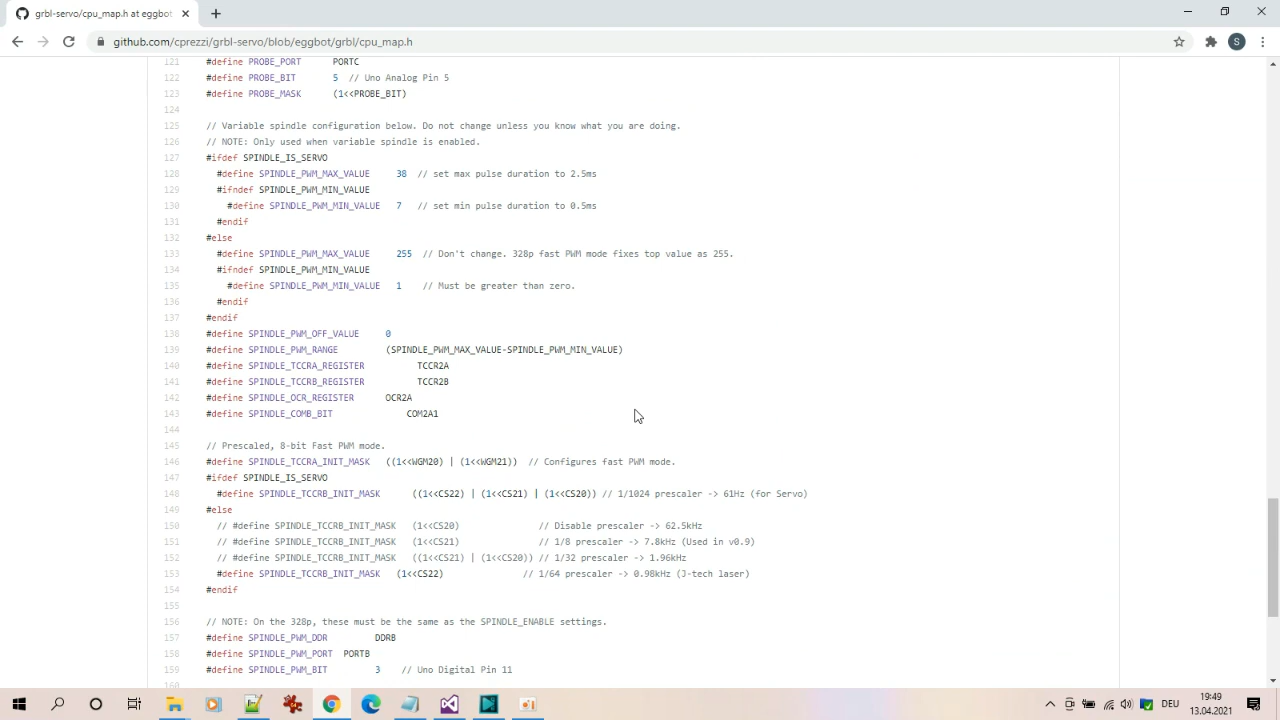 grbl-servo/cpu_map.h at eggbot
github.com/cprezzi/grbl-servo/blob/eggbot/grbl/cpu_map.h
S
121 #define PROBE_PORT PORTC
122 #define PROBE_BIT 5 // Uno Analog Pin 5
123 #define PROBE_MASK (1<<PROBE_BIT)
124
125 // Variable spindle configuration below. Do not change unless you know what you are doing.
126 // NOTE: Only used when variable spindle is enabled.
127 #ifdef SPINDLE_IS_SERVO
128 #define SPINDLE_PWM_MAX_VALUE 38 // set max pulse duration to 2.5ms
129 #ifndef SPINDLE_PWM_MIN_VALUE
130 #define SPINDLE_PWM_MIN_VALUE 7 // set min pulse duration to 0.5ms
131 #endif
132 #else
133 #define SPINDLE_PWM_MAX_VALUE 255 // Don't change. 328p fast PWM mode fixes top value as 255.
134 #ifndef SPINDLE_PWM_MIN_VALUE
135 #define SPINDLE_PWM_MIN_VALUE 1 // Must be greater than zero.
136 #endif
137 #endif
138 #define SPINDLE_PWM_OFF_VALUE 0
139 #define SPINDLE_PWM_RANGE (SPINDLE_PWM_MAX_VALUE-SPINDLE_PWM_MIN_VALUE)
140 #define SPINDLE_TCCRA_REGISTER TCCR2A
141 #define SPINDLE_TCCRB_REGISTER TCCR2B
142 #define SPINDLE_OCR_REGISTER OCR2A
143 #define SPINDLE_COMB_BIT COM2A1
144
145 // Prescaled, 8-bit Fast PWM mode.
146 #define SPINDLE_TCCRA_INIT_MASK ((1<<WGM20) | (1<<WGM21)) // Configures fast PWM mode.
147 #ifdef SPINDLE_IS_SERVO
148 #define SPINDLE_TCCRB_INIT_MASK ((1<<CS22) | (1<<CS21) | (1<<CS20)) // 1/1024 prescaler -> 61Hz (for Servo)
149 #else
150 // #define SPINDLE_TCCRB_INIT_MASK (1<<CS20) // Disable prescaler -> 62.5kHz
151 // #define SPINDLE_TCCRB_INIT_MASK (1<<CS21) // 1/8 prescaler -> 7.8kHz (Used in v0.9)
152 // #define SPINDLE_TCCRB_INIT_MASK ((1<<CS21) | (1<<CS20)) // 1/32 prescaler -> 1.96kHz
153 #define SPINDLE_TCCRB_INIT_MASK (1<<CS22) // 1/64 prescaler -> 0.98kHz (J-tech laser)
154 #endif
155
156 // NOTE: On the 328p, these must be the same as the SPINDLE_ENABLE settings.
157 #define SPINDLE_PWM_DDR DDRB
158 #define SPINDLE_PWM_PORT PORTB
159 #define SPINDLE_PWM_BIT 3 // Uno Digital Pin 11
160
DEU
19:49
13.04.2021